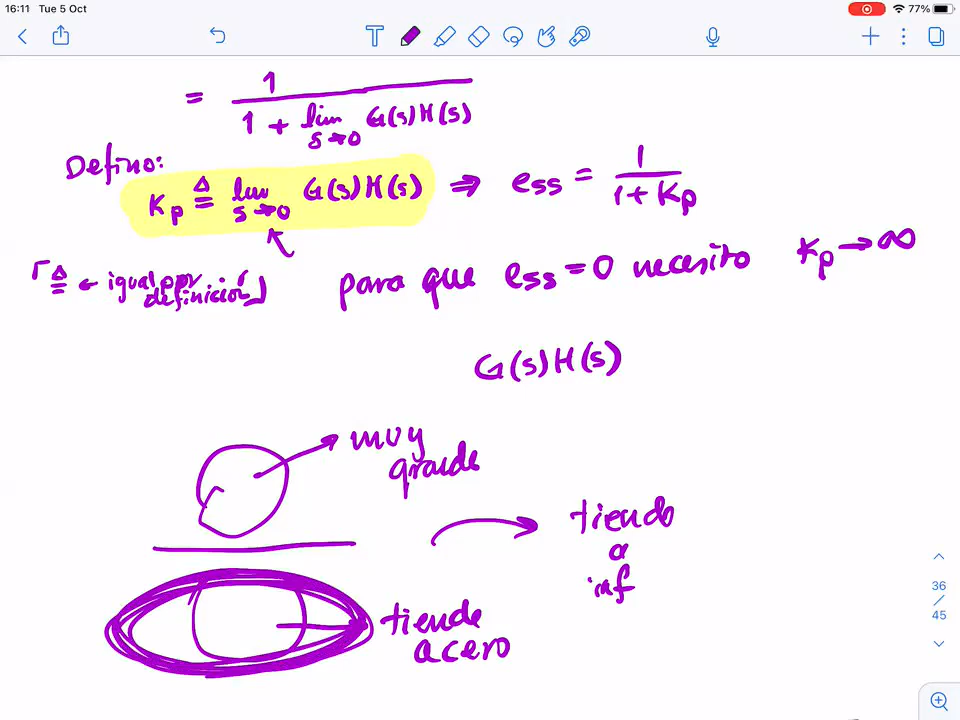 16:11 Tue 5 Oct
77%
T
= 1 / (1 + lim s→0 G(s)H(s))
Defino:
Kp ≜ lim s→0 G(s)H(s) ⇒ ess = 1 / (1 + Kp)
[≜ ← igual por
definición]
para que ess = 0 necesito Kp → ∞
G(s)H(s)
muy
grande
tiendo
a
inf
tiende
a cero
36
/
45